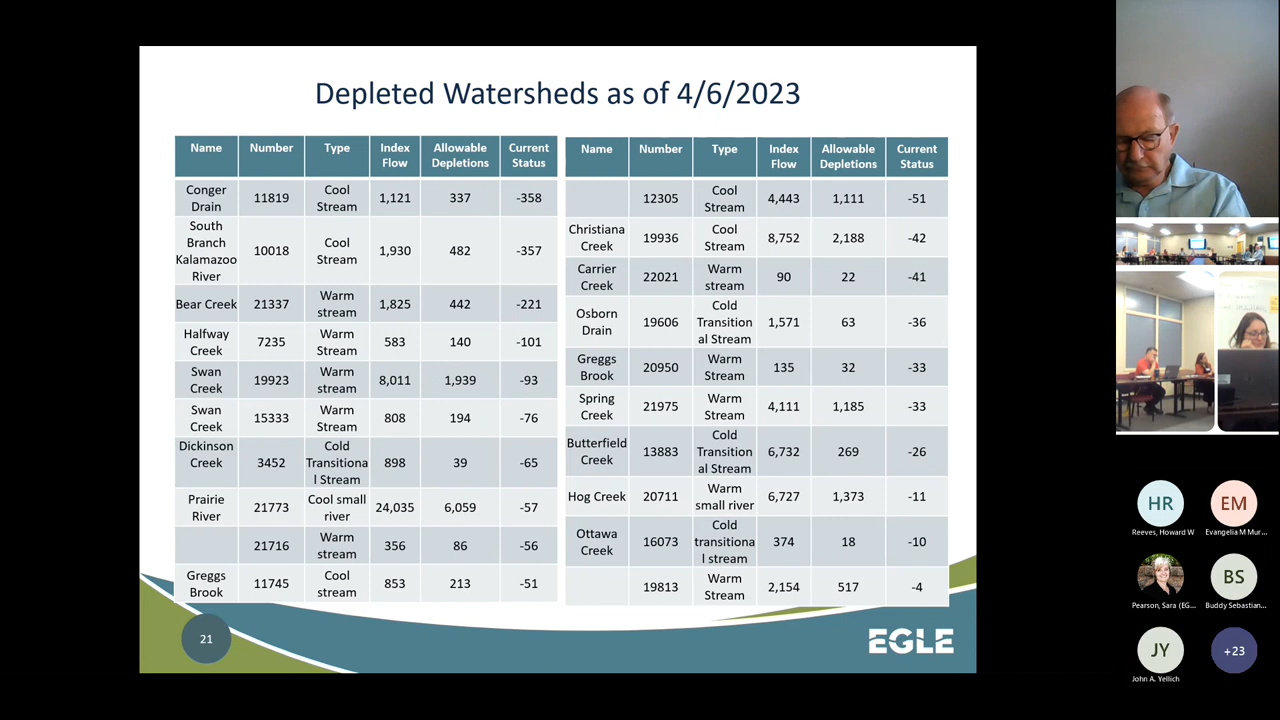 Depleted Watersheds as of 4/6/2023
Name Number Type Index Flow Allowable Depletions Current Status
Conger Drain 11819 Cool Stream 1,121 337 -358
South Branch Kalamazoo River 10018 Cool Stream 1,930 482 -357
Bear Creek 21337 Warm stream 1,825 442 -221
Halfway Creek 7235 Warm Stream 583 140 -101
Swan Creek 19923 Warm stream 8,011 1,939 -93
Swan Creek 15333 Warm Stream 808 194 -76
Dickinson Creek 3452 Cold Transitiona l Stream 898 39 -65
Prairie River 21773 Cool small river 24,035 6,059 -57
21716 Warm stream 356 86 -56
Greggs Brook 11745 Cool stream 853 213 -51
Name Number Type Index Flow Allowable Depletions Current Status
12305 Cool Stream 4,443 1,111 -51
Christiana Creek 19936 Cool Stream 8,752 2,188 -42
Carrier Creek 22021 Warm stream 90 22 -41
Osborn Drain 19606 Cold Transition al Stream 1,571 63 -36
Greggs Brook 20950 Warm Stream 135 32 -33
Spring Creek 21975 Warm Stream 4,111 1,185 -33
Butterfield Creek 13883 Cold Transition al Stream 6,732 269 -26
Hog Creek 20711 Warm small river 6,727 1,373 -11
Ottawa Creek 16073 Cold transitiona l stream 374 18 -10
19813 Warm Stream 2,154 517 -4
21
EGLE
HR
Reeves, Howard W
EM
Evangelia M Mur...
Pearson, Sara (EG...
BS
Buddy Sebastian...
JY
John A. Yellich
+23